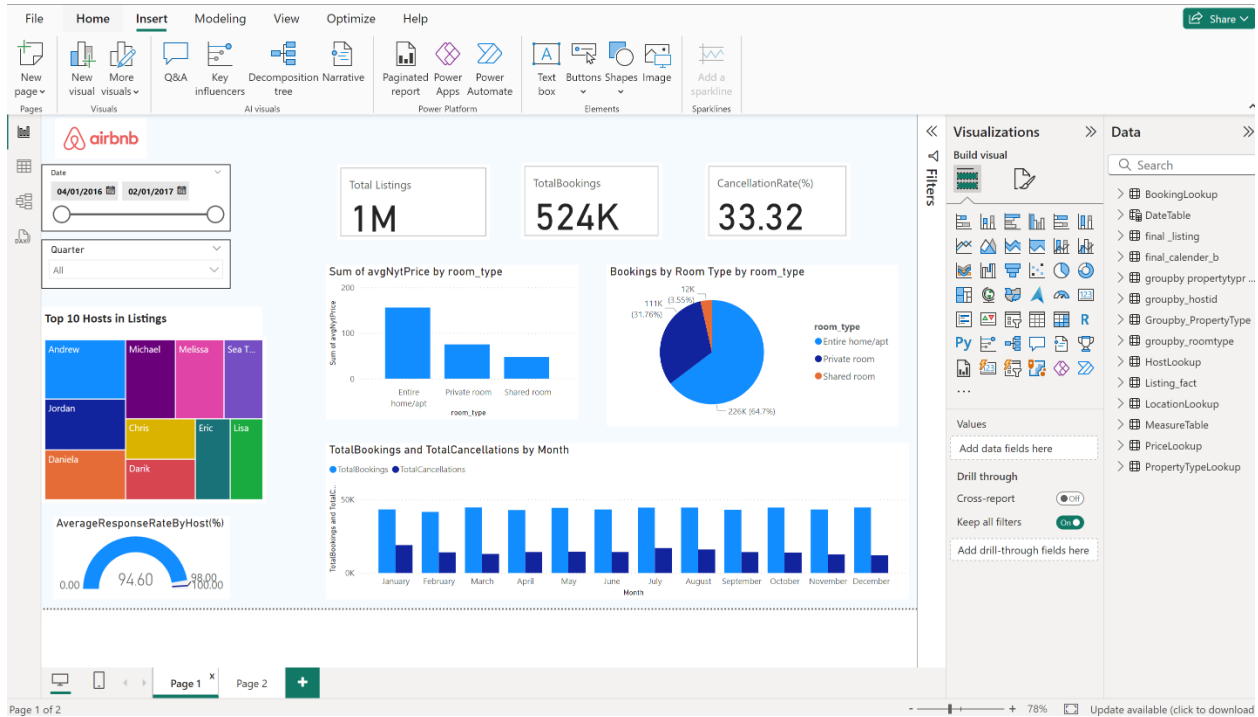 File Home Insert Modeling View Optimize Help Share
New page
New visual
More visuals
Q&A
Key influencers
Decomposition tree
Narrative
Paginated report
Power Apps
Power Automate
Text box
Buttons
Shapes
Image
Add a sparkline
Pages
Visuals
AI visuals
Power Platform
Elements
Sparklines
airbnb
Date
04/01/2016 02/01/2017
Quarter
All
Total Listings
1M
TotalBookings
524K
CancellationRate(%)
33.32
Top 10 Hosts in Listings
Andrew
Michael
Melissa
Sea T...
Jordan
Chris
Eric
Lisa
Daniela
Darik
AverageResponseRateByHost(%)
0.00
94.60
98.00
100.00
Sum of avgNytPrice by room_type
Sum of avgNytPrice
200
100
0
Entire home/apt
Private room
Shared room
room_type
Bookings by Room Type by room_type
12K
(3.55%)
111K
(31.76%)
226K (64.7%)
room_type
Entire home/apt
Private room
Shared room
TotalBookings and TotalCancellations by Month
TotalBookings TotalCancellations
TotalBookings and TotalC...
50K
0K
January February March April May June July August September October November December
Month
Filters
Visualizations
Build visual
123
R
Py
123
...
Values
Add data fields here
Drill through
Cross-report
Off
Keep all filters
On
Add drill-through fields here
Data
Search
BookingLookup
DateTable
final _listing
final_calender_b
groupby propertytypr ...
groupby_hostid
Groupby_PropertyType
groupby_roomtype
HostLookup
Listing_fact
LocationLookup
MeasureTable
PriceLookup
PropertyTypeLookup
Page 1 x
Page 2
+
Page 1 of 2
- + 78%
Update available (click to download